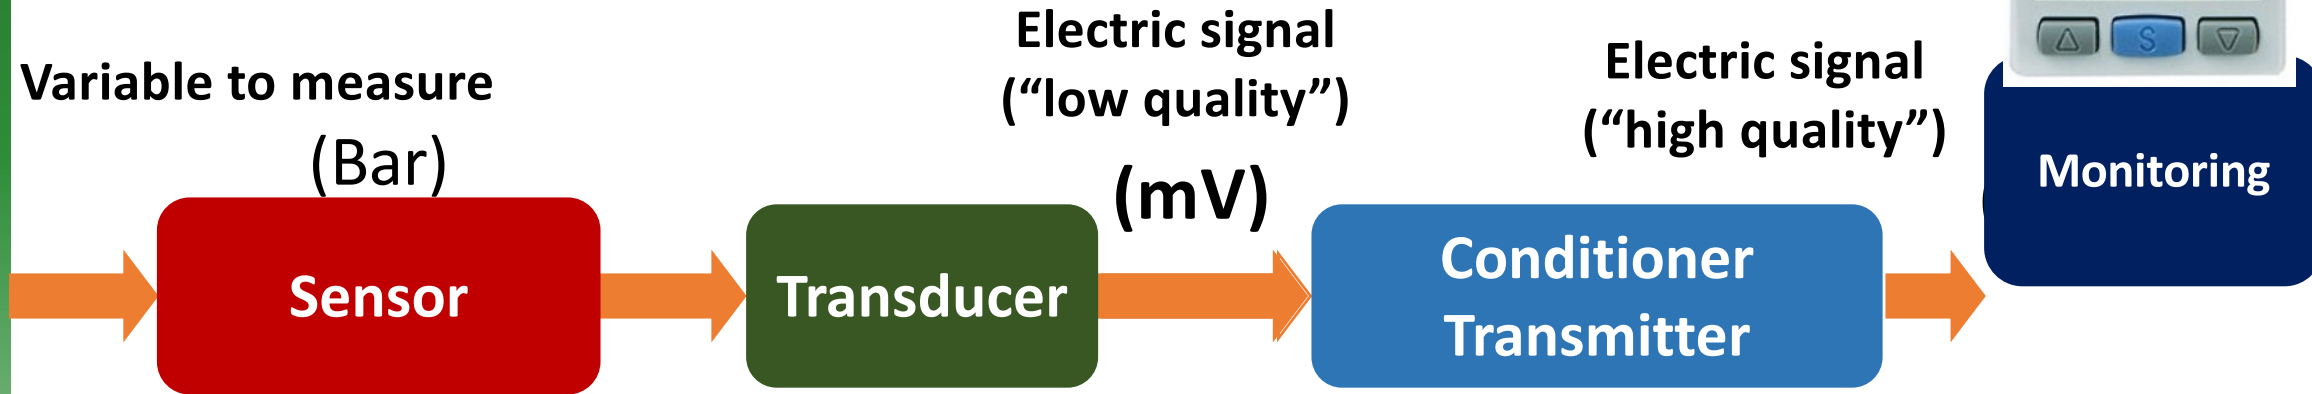 Variable to measure
(Bar)
Sensor
Transducer
Electric signal
(“low quality”)
(mV)
Conditioner
Transmitter
Electric signal
(“high quality”)
S
Monitoring